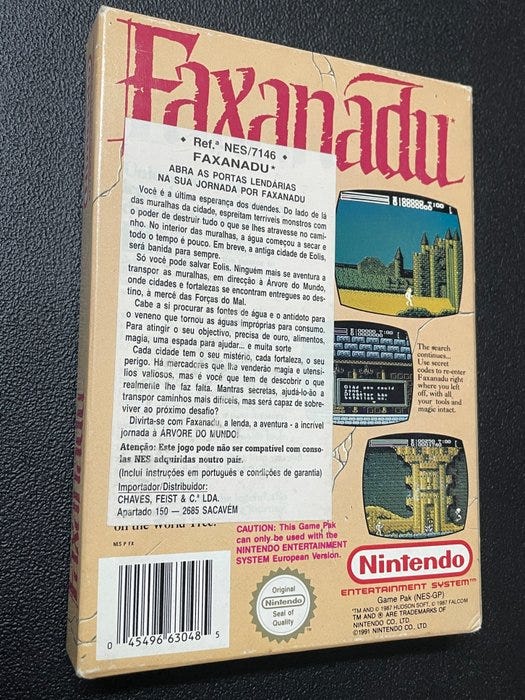 Faxanadu
Ref.ª NES/7146
FAXANADU*
ABRA AS PORTAS LENDÁRIAS
NA SUA JORNADA POR FAXANADU
Você é a última esperança dos duendes. Do lado de lá
das muralhas da cidade, espreitam terríveis monstros com
o poder de destruir tudo o que se lhes atravesse no cami-
nho. No interior das muralhas, a água começou a secar e
todo o tempo é pouco. Em breve, a antiga cidade de Eolis,
será banida para sempre.
Só você pode salvar Eolis. Ninguém mais se aventura a
transpor as muralhas, em direcção à Árvore do Mundo,
onde cidades e fortalezas se encontram entregues ao des-
tino, à mercê das Forças do Mal.
Cabe a si procurar as fontes de água e o antídoto para
o veneno que tornou as águas impróprias para consumo.
Para atingir o seu objectivo, precisa de ouro, alimentos,
magia, uma espada para ajudar... e muita sorte
Cada cidade tem o seu mistério, cada fortaleza, o seu
perigo. Há mercadores que lhe venderão magia e utensí-
lios valiosos, mas é você que tem de descobrir o que
realmente lhe faz falta. Mantras secretas, ajudá-lo-ão a
transpor caminhos mais difíceis, mas será capaz de sobre-
viver ao próximo desafio?
Divirta-se com Faxanadu, a lenda, a aventura - a incrível
jornada à ÁRVORE DO MUNDO!
Atenção: Este jogo pode não ser compatível com conso-
las NES adquiridas noutro país.
(Inclui instruções em português e condições de garantia)
Importador/Distribuidor:
CHAVES, FEIST & C.ª LDA.
Apartado 150 — 2685 SACAVÉM
The search
continues...
Use secret
codes to re-enter
Faxanadu right
where you left
off, with all
your tools and
magic intact.
on the World Tree.
NES P FX
CAUTION: This Game Pak
can only be used with the
NINTENDO ENTERTAINMENT
SYSTEM European Version.
Nintendo
ENTERTAINMENT SYSTEM™
Game Pak (NES-GP)
™TM AND © 1987 HUDSON SOFT, © 1987 FALCOM
TM AND ® ARE TRADEMARKS OF
NINTENDO CO., LTD.
©1991 NINTENDO CO., LTD.
Original
Nintendo
Seal of
Quality
0 45496 63048 5